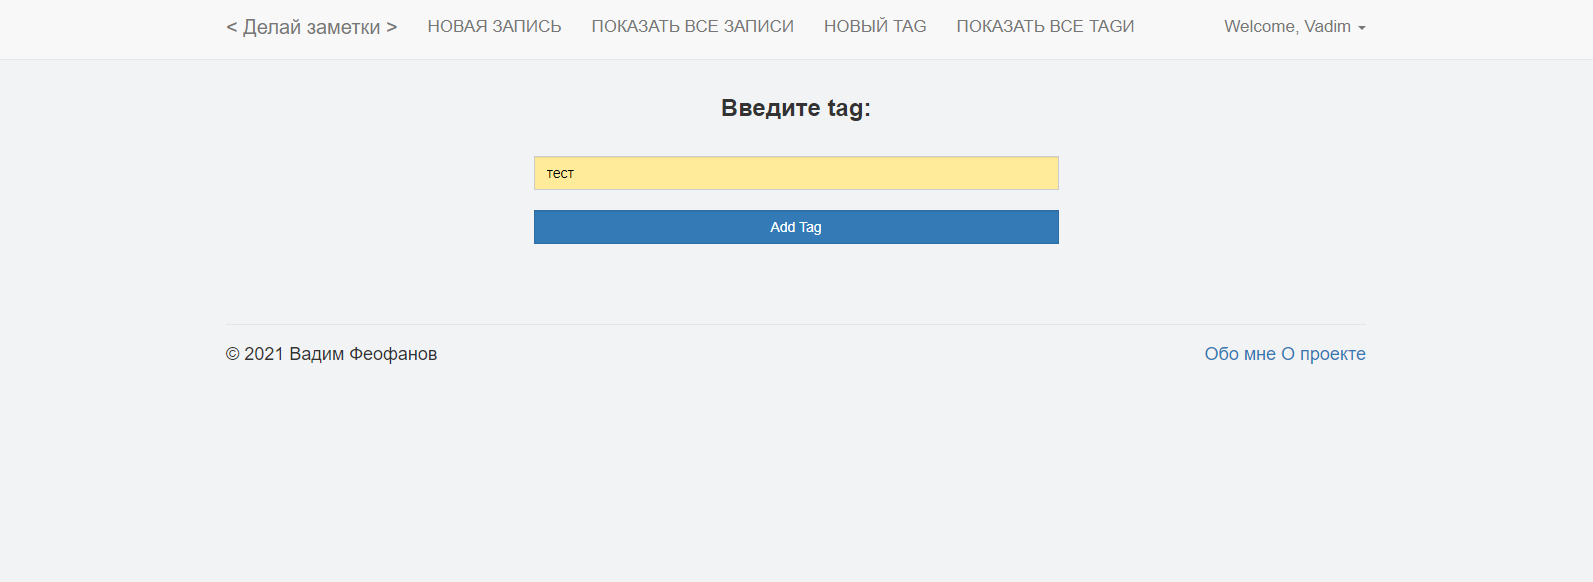 < Делай заметки > НОВАЯ ЗАПИСЬ ПОКАЗАТЬ ВСЕ ЗАПИСИ НОВЫЙ TAG ПОКАЗАТЬ ВСЕ TAGИ Welcome, Vadim
Введите tag:
тест
Add Tag
© 2021 Вадим Феофанов Обо мне О проекте